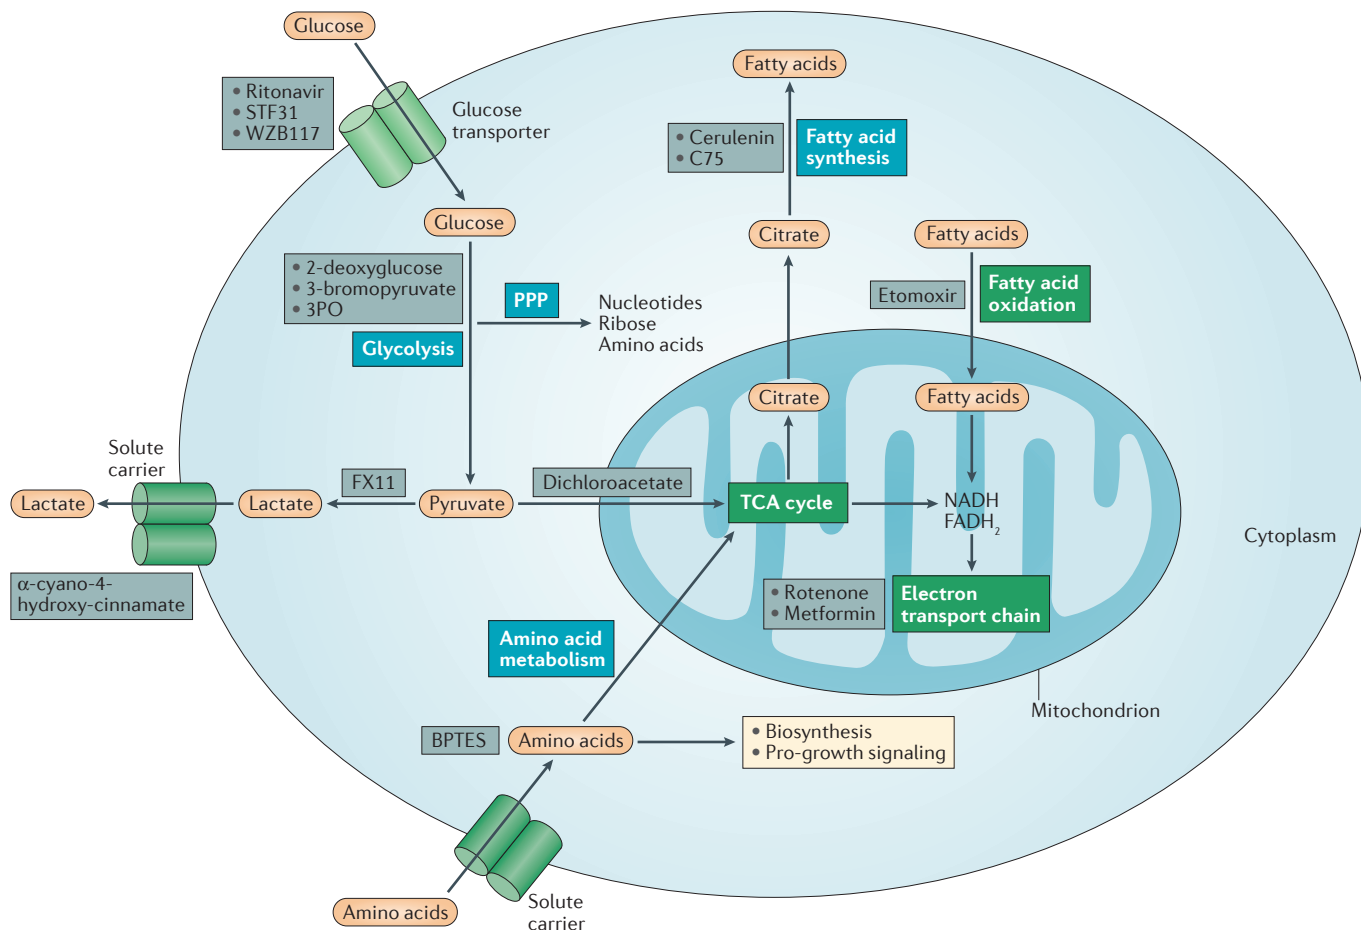 Glucose
• Ritonavir
• STF31
• WZB117
Glucose
transporter
Fatty acids
• Cerulenin
• C75
Fatty acid
synthesis
Glucose
Citrate
Fatty acids
• 2-deoxyglucose
• 3-bromopyruvate
• 3PO
PPP
Nucleotides
Ribose
Amino acids
Etomoxir
Fatty acid
oxidation
Glycolysis
Citrate
Fatty acids
Solute
carrier
Lactate
Lactate
FX11
Pyruvate
Dichloroacetate
TCA cycle
NADH
FADH₂
Cytoplasm
α-cyano-4-
hydroxy-cinnamate
• Rotenone
• Metformin
Electron
transport chain
Amino acid
metabolism
Mitochondrion
BPTES
Amino acids
• Biosynthesis
• Pro-growth signaling
Amino acids
Solute
carrier